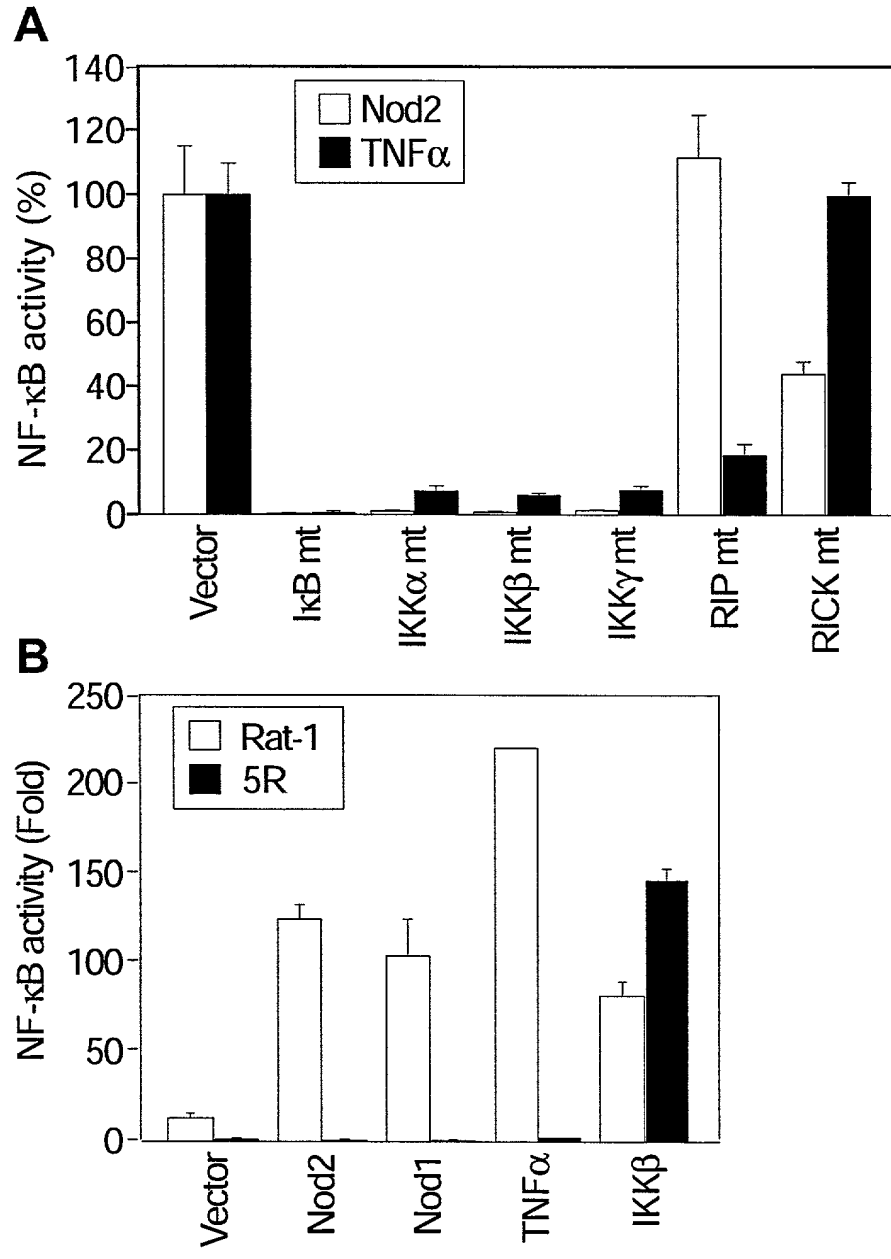 A
NF-κB activity (%)
140
120
100
80
60
40
20
0
Nod2
TNFα
Vector
IκB mt
IKKα mt
IKKβ mt
IKKγ mt
RIP mt
RICK mt
B
NF-κB activity (Fold)
250
200
150
100
50
0
Rat-1
5R
Vector
Nod2
Nod1
TNFα
IKKβ